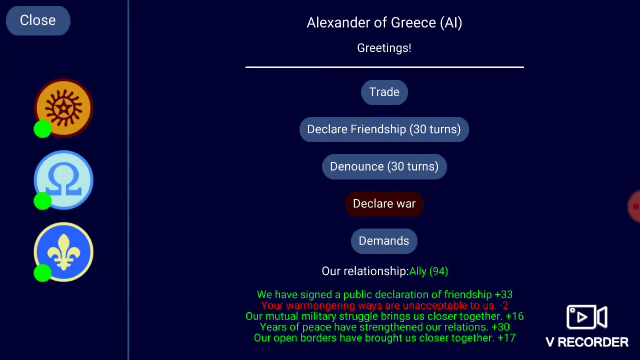 Close
Alexander of Greece (AI)
Greetings!
Trade
Declare Friendship (30 turns)
Denounce (30 turns)
Declare war
Demands
Our relationship:Ally (94)
We have signed a public declaration of friendship +33
Your warmongering ways are unacceptable to us. -2
Our mutual military struggle brings us closer together. +16
Years of peace have strengthened our relations. +30
Our open borders have brought us closer together. +17
V RECORDER